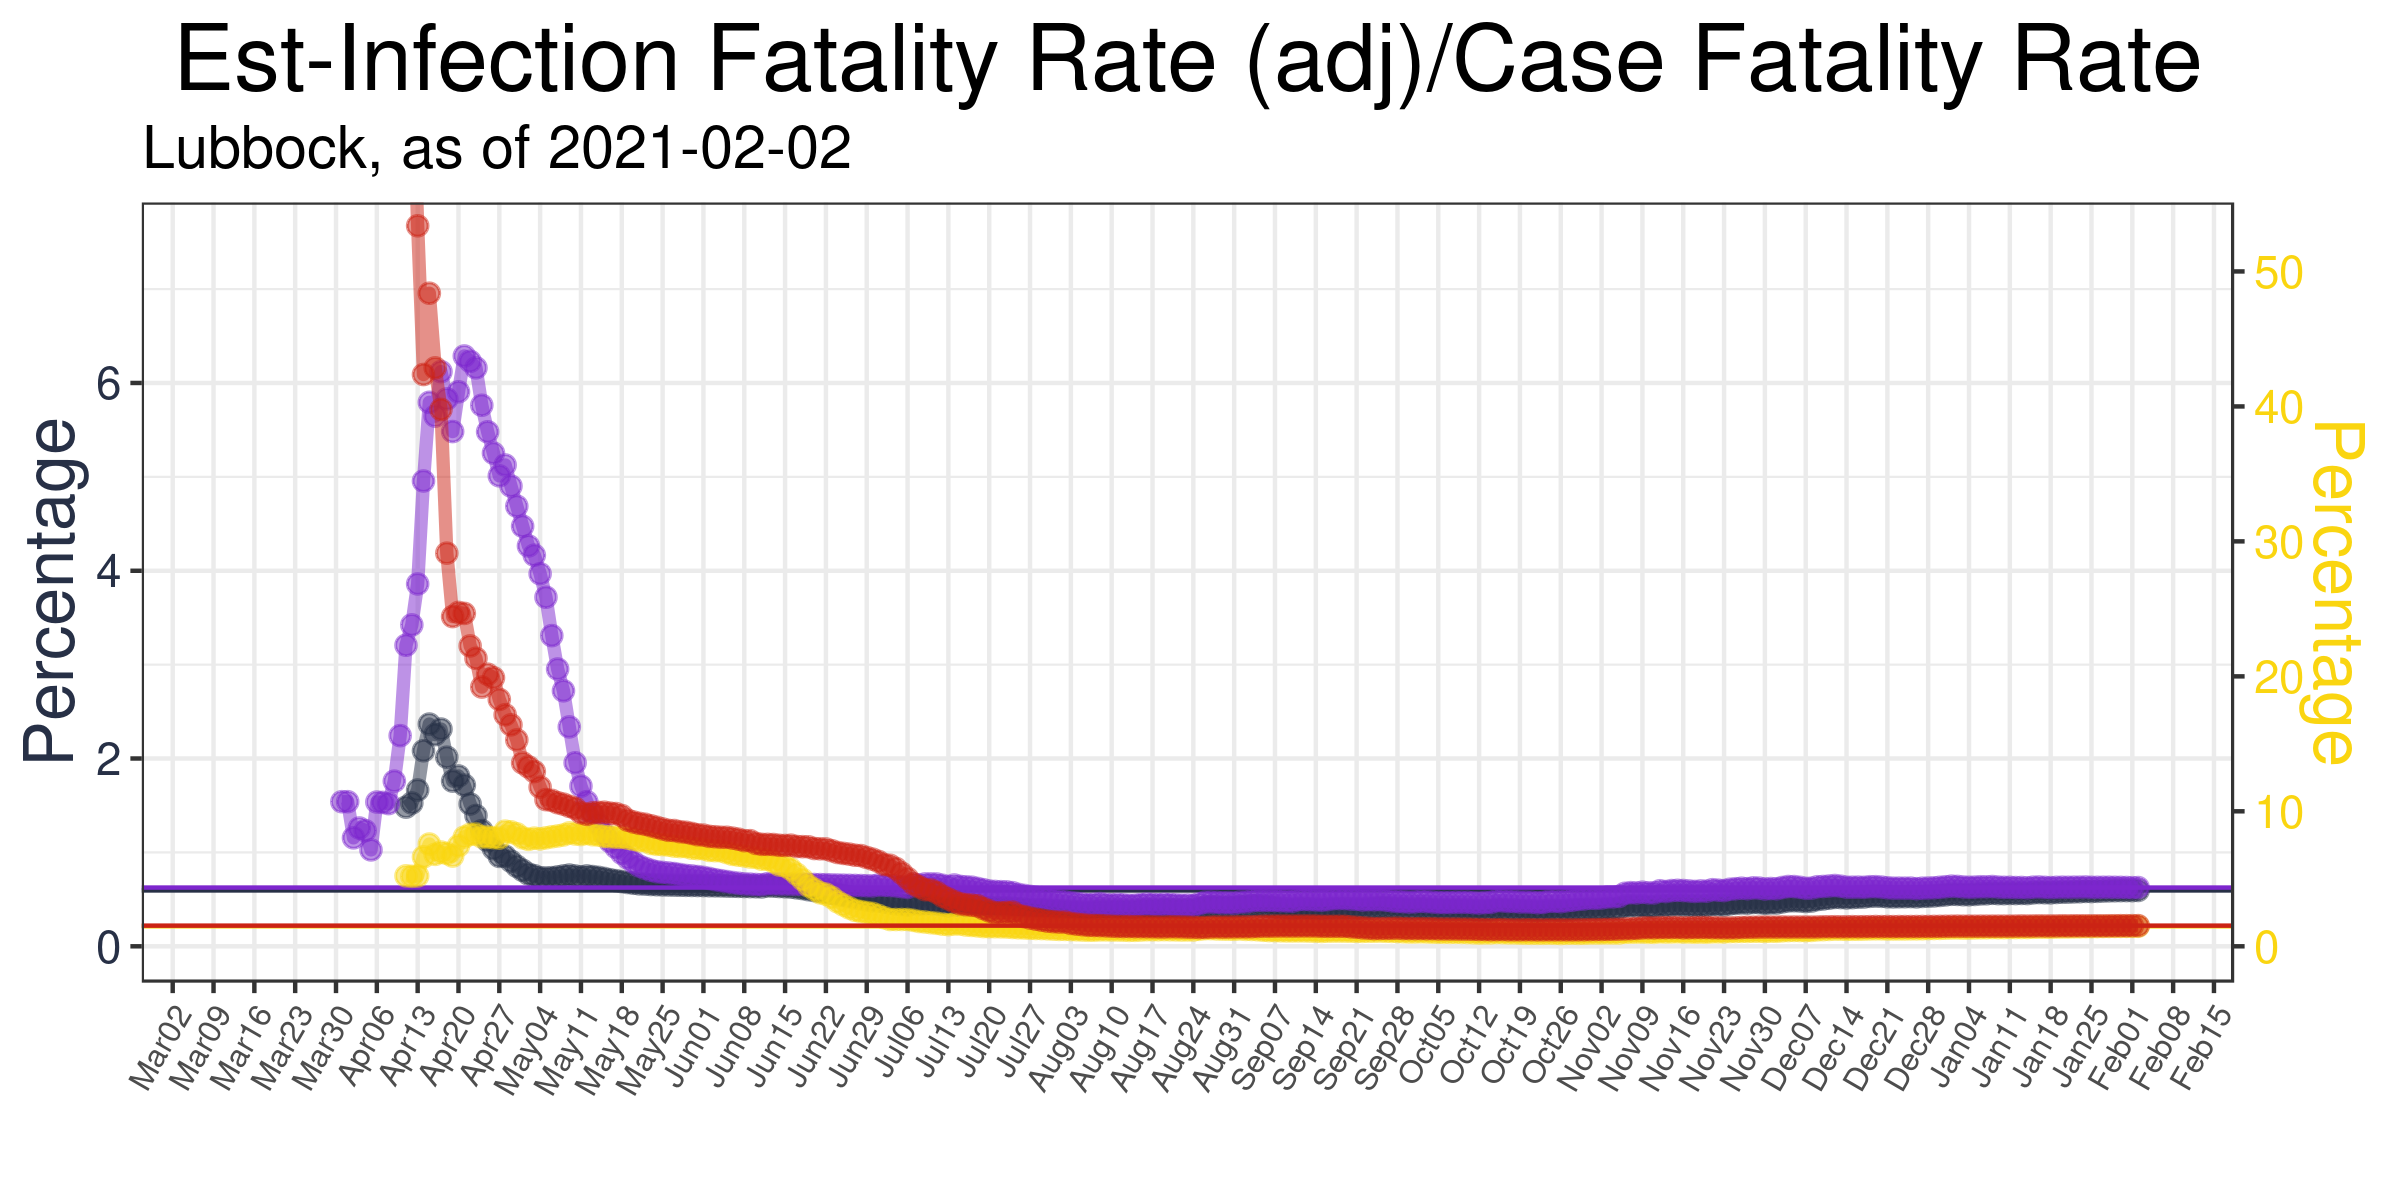 Est-Infection Fatality Rate (adj)/Case Fatality Rate
Lubbock, as of 2021-02-02
Percentage
6
4
2
0
50
40
30
20
10
0
Percentage
Mar02 Mar09 Mar16 Mar23 Mar30 Apr06 Apr13 Apr20 Apr27 May04 May11 May18 May25 Jun01 Jun08 Jun15 Jun22 Jun29 Jul06 Jul13 Jul20 Jul27 Aug03 Aug10 Aug17 Aug24 Aug31 Sep07 Sep14 Sep21 Sep28 Oct05 Oct12 Oct19 Oct26 Nov02 Nov09 Nov16 Nov23 Nov30 Dec07 Dec14 Dec21 Dec28 Jan04 Jan11 Jan18 Jan25 Feb01 Feb08 Feb15